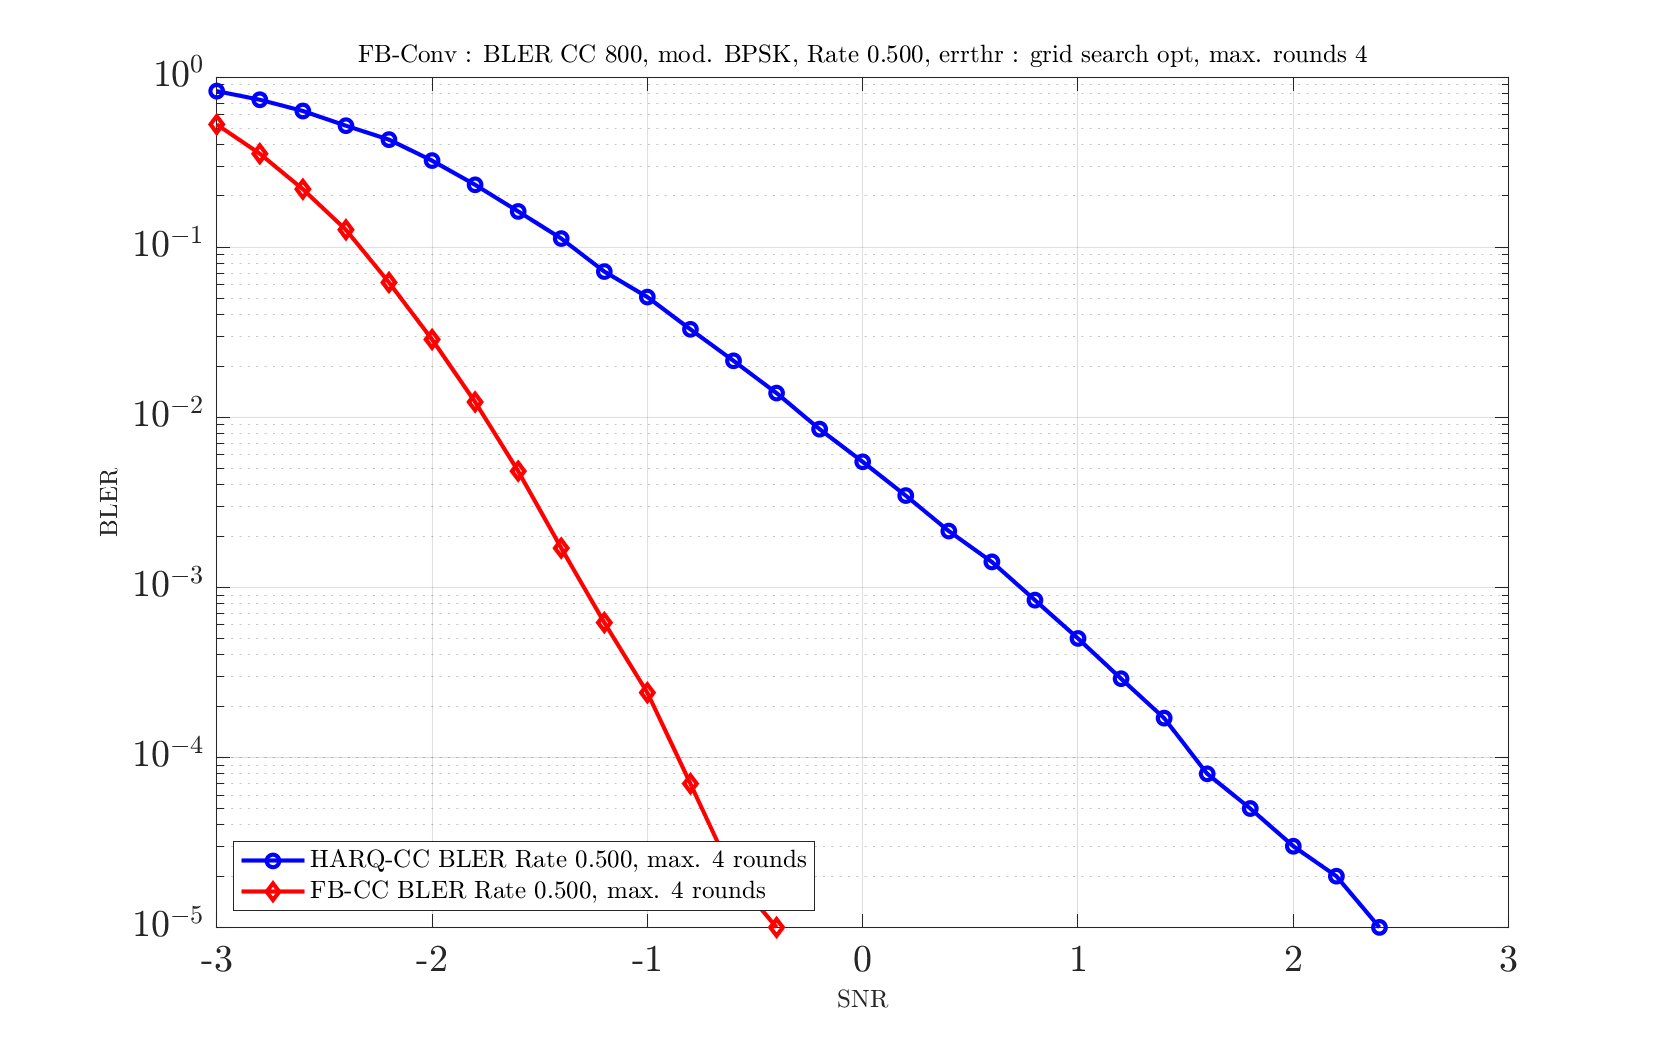 FB-Conv : BLER CC 800, mod. BPSK, Rate 0.500, errthr : grid search opt, max. rounds 4
10^0
10^{-1}
10^{-2}
10^{-3}
10^{-4}
10^{-5}
BLER
HARQ-CC BLER Rate 0.500, max. 4 rounds
FB-CC BLER Rate 0.500, max. 4 rounds
-3 -2 -1 0 1 2 3
SNR